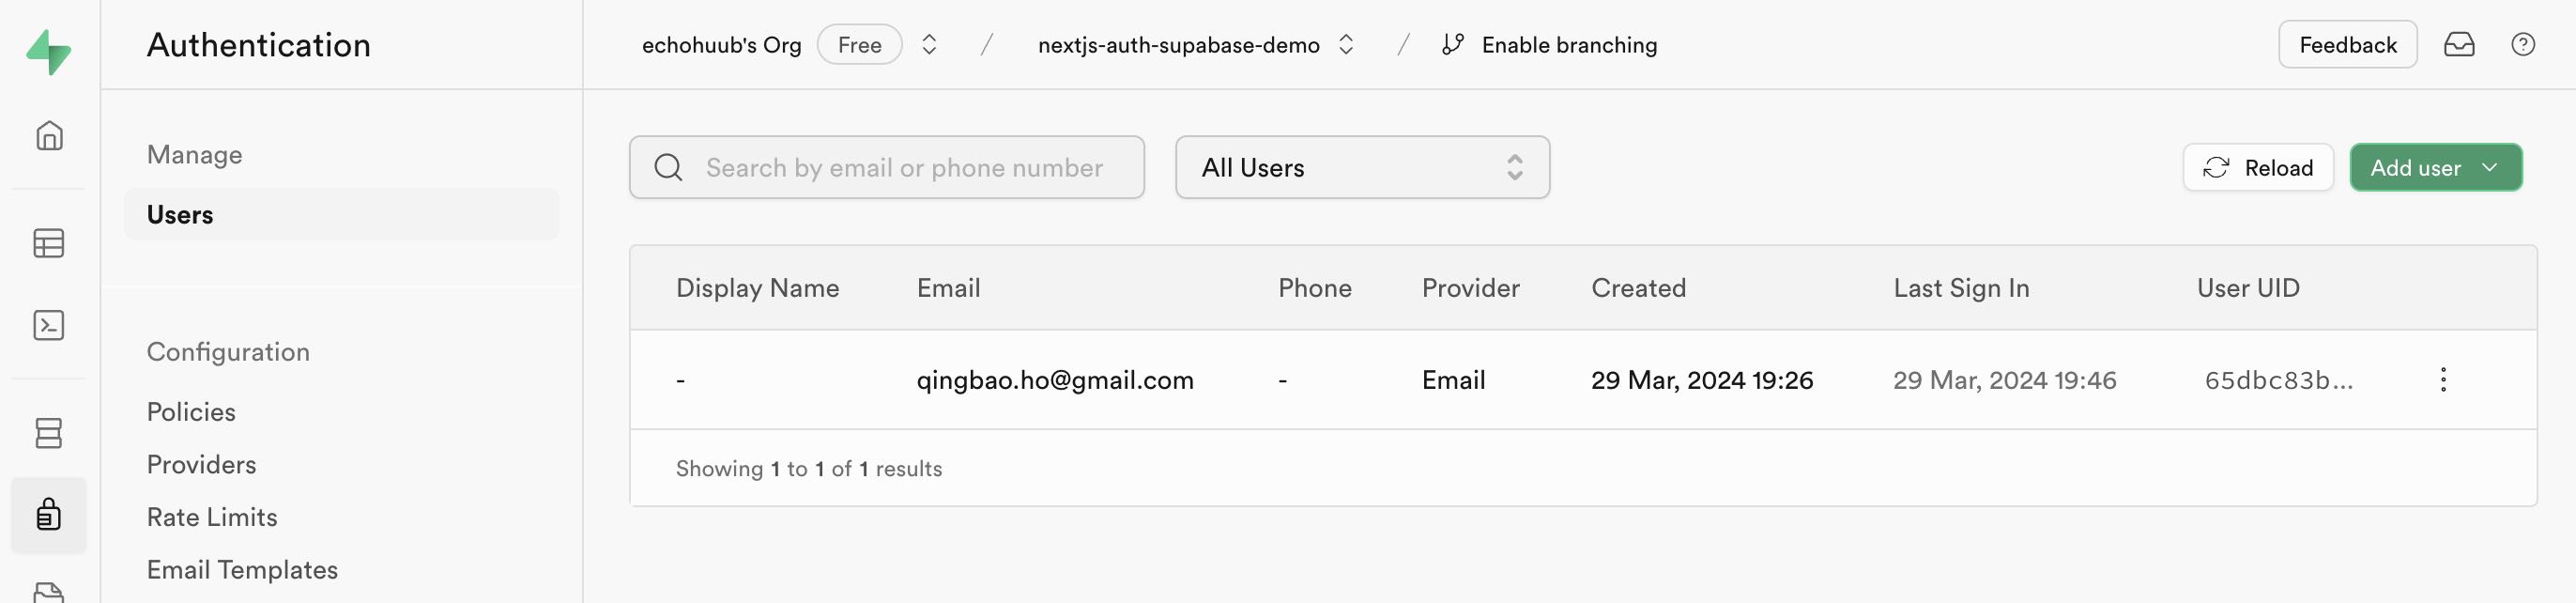 Authentication
echohuub's Org Free / nextjs-auth-supabase-demo / Enable branching Feedback
Manage
Users
Configuration
Policies
Providers
Rate Limits
Email Templates
Search by email or phone number All Users Reload Add user
Display Name Email Phone Provider Created Last Sign In User UID
- qingbao.ho@gmail.com - Email 29 Mar, 2024 19:26 29 Mar, 2024 19:46 65dbc83b...
Showing 1 to 1 of 1 results